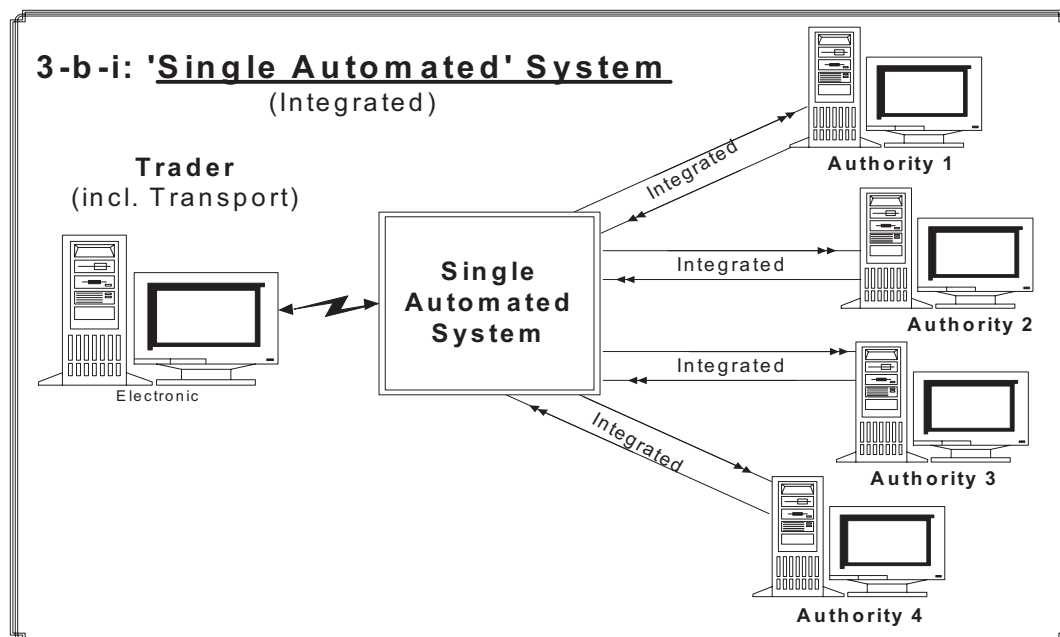 3-b-i: 'Single Automated' System
(Integrated)
Trader
(incl. Transport)
Electronic
Single
Automated
System
Integrated
Authority 1
Integrated
Authority 2
Integrated
Authority 3
Integrated
Integrated
Authority 4